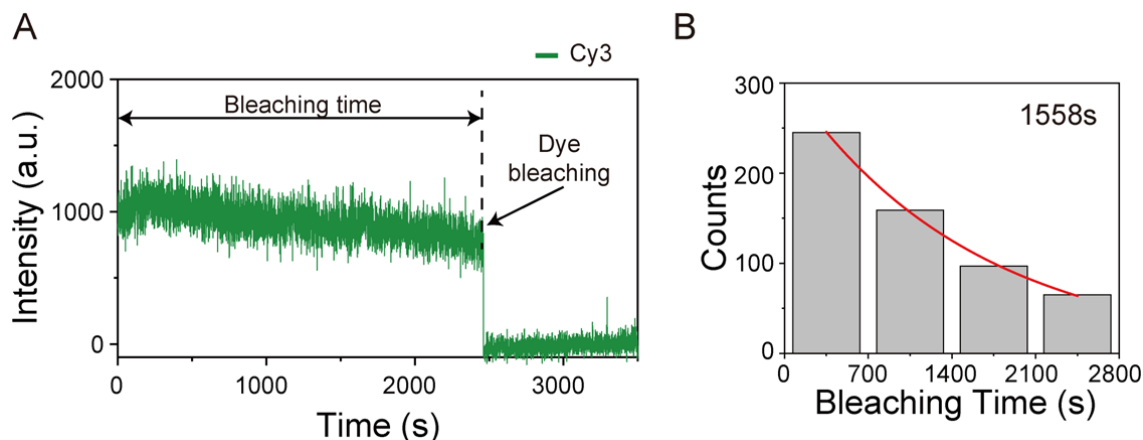 A
Cy3
2000
Bleaching time
Dye
bleaching
1000
0
Intensity (a.u.)
0 1000 2000 3000
Time (s)
B
300
1558s
200
100
0
Counts
0 700 1400 2100 2800
Bleaching Time (s)